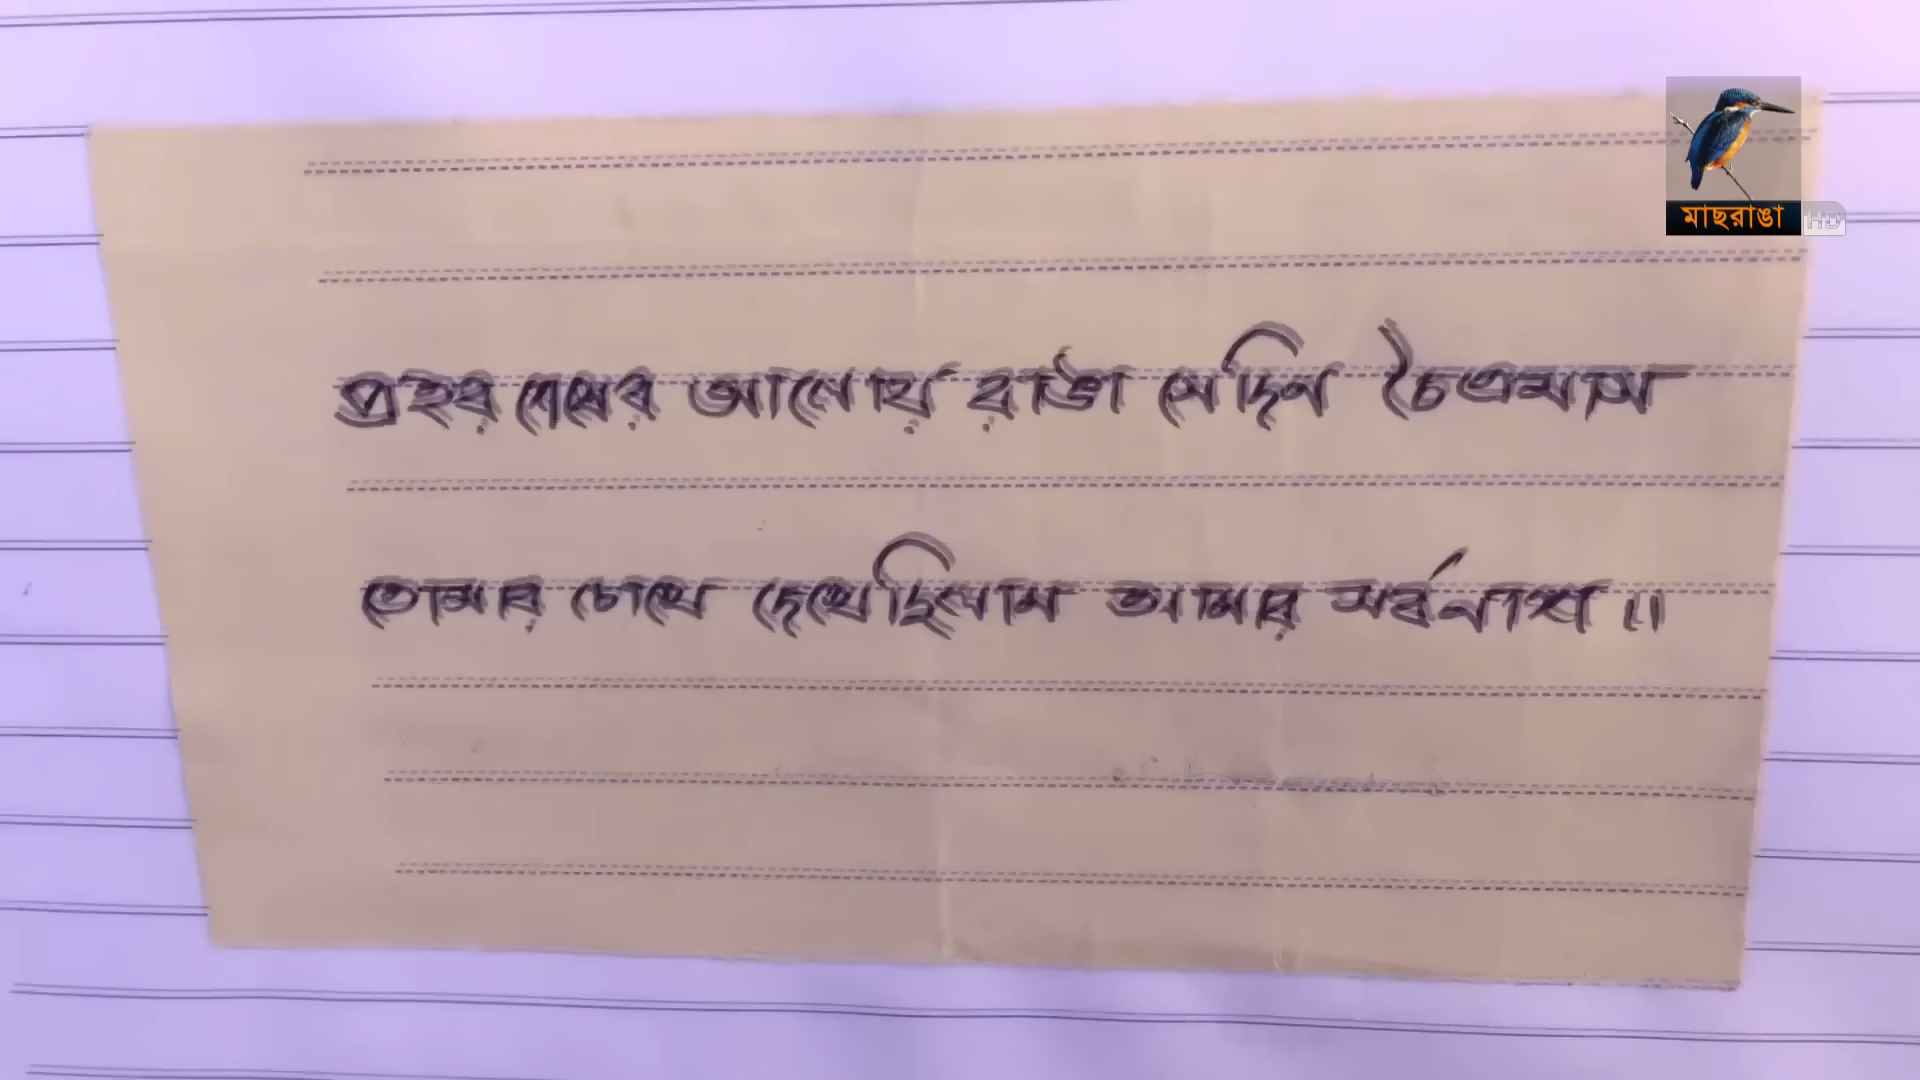 মাছরাঙা HD
প্রহর শেষের আলোয় রাঙা সেদিন চৈত্রমাস
তোমার চোখে দেখেছিলাম আমার সর্বনাশ ।।